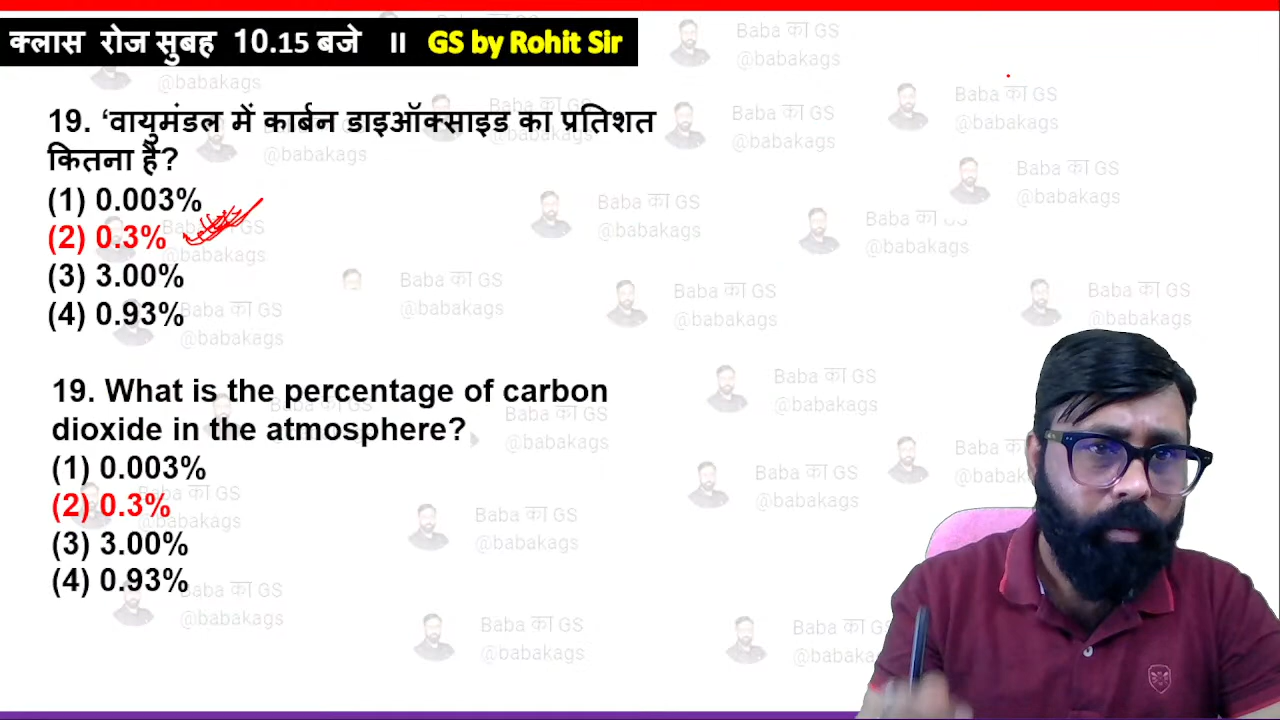 क्लास रोज सुबह 10.15 बजे II GS by Rohit Sir
19. ‘वायुमंडल में कार्बन डाइऑक्साइड का प्रतिशत
कितना है?
(1) 0.003%
(2) 0.3%
(3) 3.00%
(4) 0.93%
19. What is the percentage of carbon
dioxide in the atmosphere?
(1) 0.003%
(2) 0.3%
(3) 3.00%
(4) 0.93%
Baba का GS
@babakags